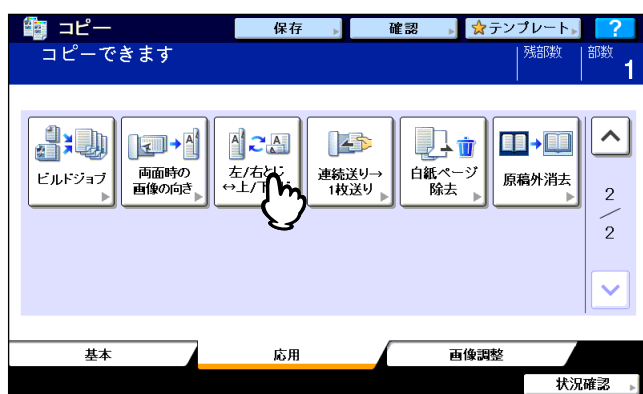 コピー
保存
確認
テンプレート
?
コピーできます
残部数
部数
1
ビルドジョブ
両面時の
画像の向き
左/右とじ
↔上/下
連続送り→
1枚送り
白紙ページ
除去
原稿外消去
2
/
2
基本
応用
画像調整
状況確認